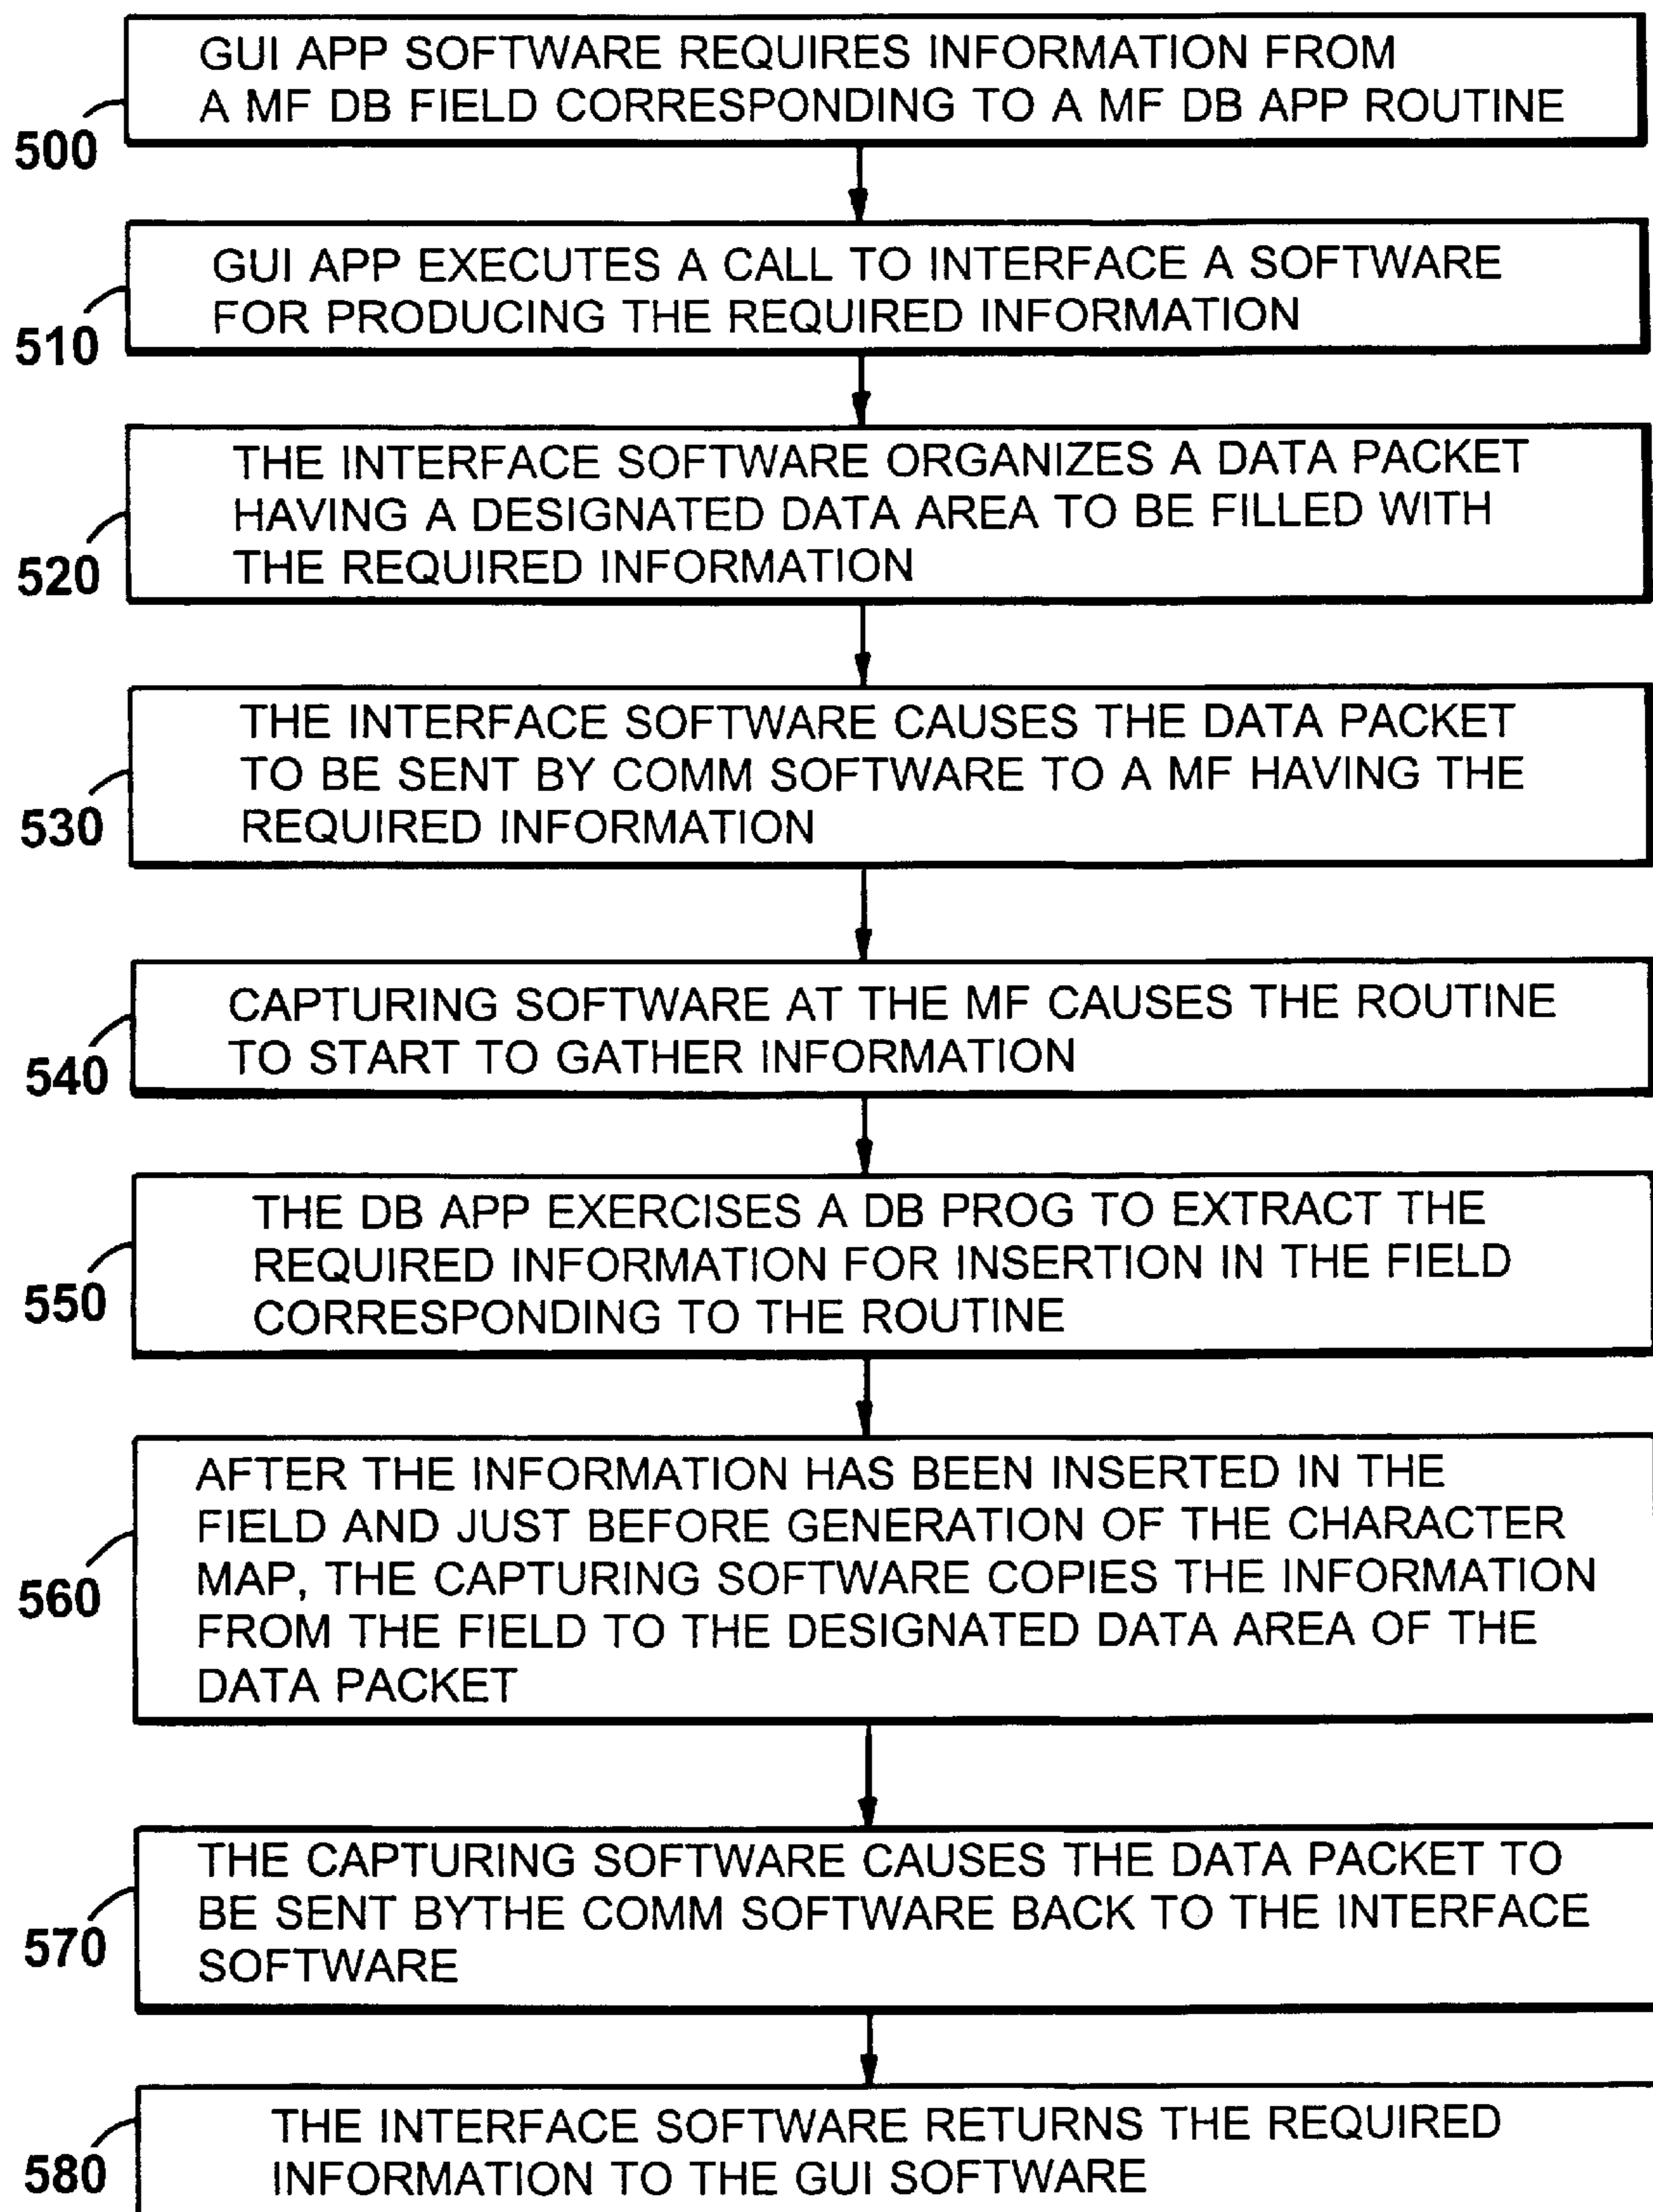 GUI APP SOFTWARE REQUIRES INFORMATION FROM
A MF DB FIELD CORRESPONDING TO A MF DB APP ROUTINE
500
GUI APP EXECUTES A CALL TO INTERFACE A SOFTWARE
FOR PRODUCING THE REQUIRED INFORMATION
510
THE INTERFACE SOFTWARE ORGANIZES A DATA PACKET
HAVING A DESIGNATED DATA AREA TO BE FILLED WITH
THE REQUIRED INFORMATION
520
THE INTERFACE SOFTWARE CAUSES THE DATA PACKET
TO BE SENT BY COMM SOFTWARE TO A MF HAVING THE
REQUIRED INFORMATION
530
CAPTURING SOFTWARE AT THE MF CAUSES THE ROUTINE
TO START TO GATHER INFORMATION
540
THE DB APP EXERCISES A DB PROG TO EXTRACT THE
REQUIRED INFORMATION FOR INSERTION IN THE FIELD
CORRESPONDING TO THE ROUTINE
550
AFTER THE INFORMATION HAS BEEN INSERTED IN THE
FIELD AND JUST BEFORE GENERATION OF THE CHARACTER
MAP, THE CAPTURING SOFTWARE COPIES THE INFORMATION
FROM THE FIELD TO THE DESIGNATED DATA AREA OF THE
DATA PACKET
560
THE CAPTURING SOFTWARE CAUSES THE DATA PACKET TO
BE SENT BYTHE COMM SOFTWARE BACK TO THE INTERFACE
SOFTWARE
570
THE INTERFACE SOFTWARE RETURNS THE REQUIRED
INFORMATION TO THE GUI SOFTWARE
580